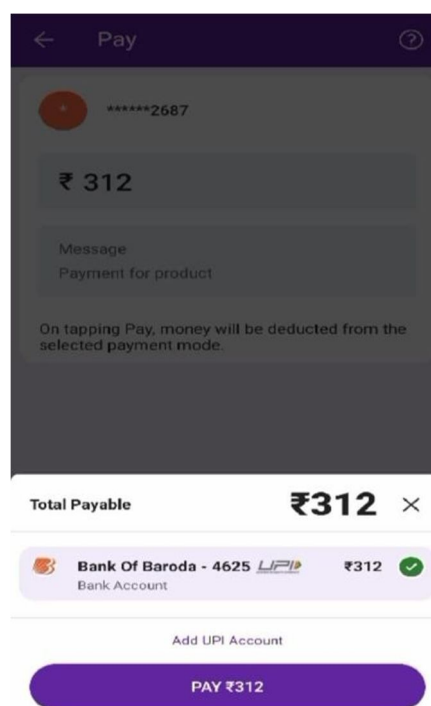 Pay
******2687
₹ 312
Message
Payment for product
On tapping Pay, money will be deducted from the
selected payment mode.
Total Payable ₹312
Bank Of Baroda - 4625 UPI ₹312
Bank Account
Add UPI Account
PAY ₹312